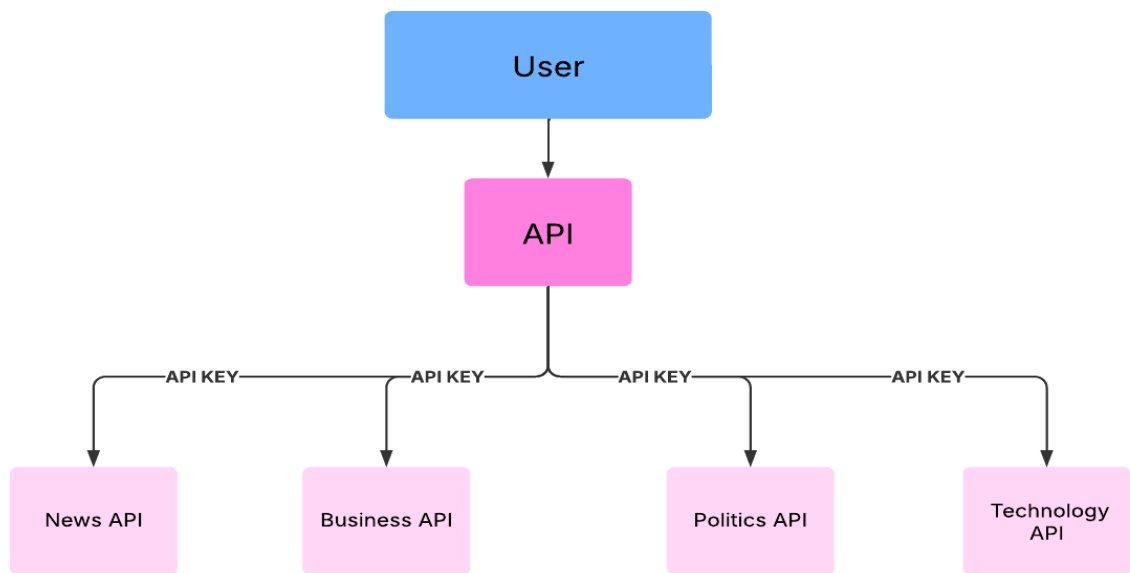 User
API
API KEY
API KEY
API KEY
API KEY
News API
Business API
Politics API
Technology
API